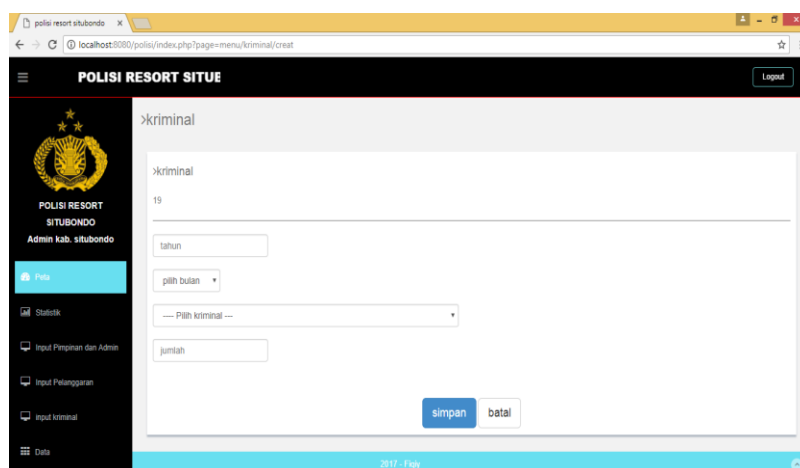 polisi resort situbondo
localhost:8080/polisi/index.php?page=menu/kriminal/creat
POLISI RESORT SITUB
Logout
POLISI RESORT
SITUBONDO
Admin kab. situbondo
Peta
Statistik
Input Pimpinan dan Admin
Input Pelanggaran
input kriminal
Data
>kriminal
>kriminal
19
tahun
pilih bulan
---- Pilih kriminal ---
jumlah
simpan
batal
2017 -